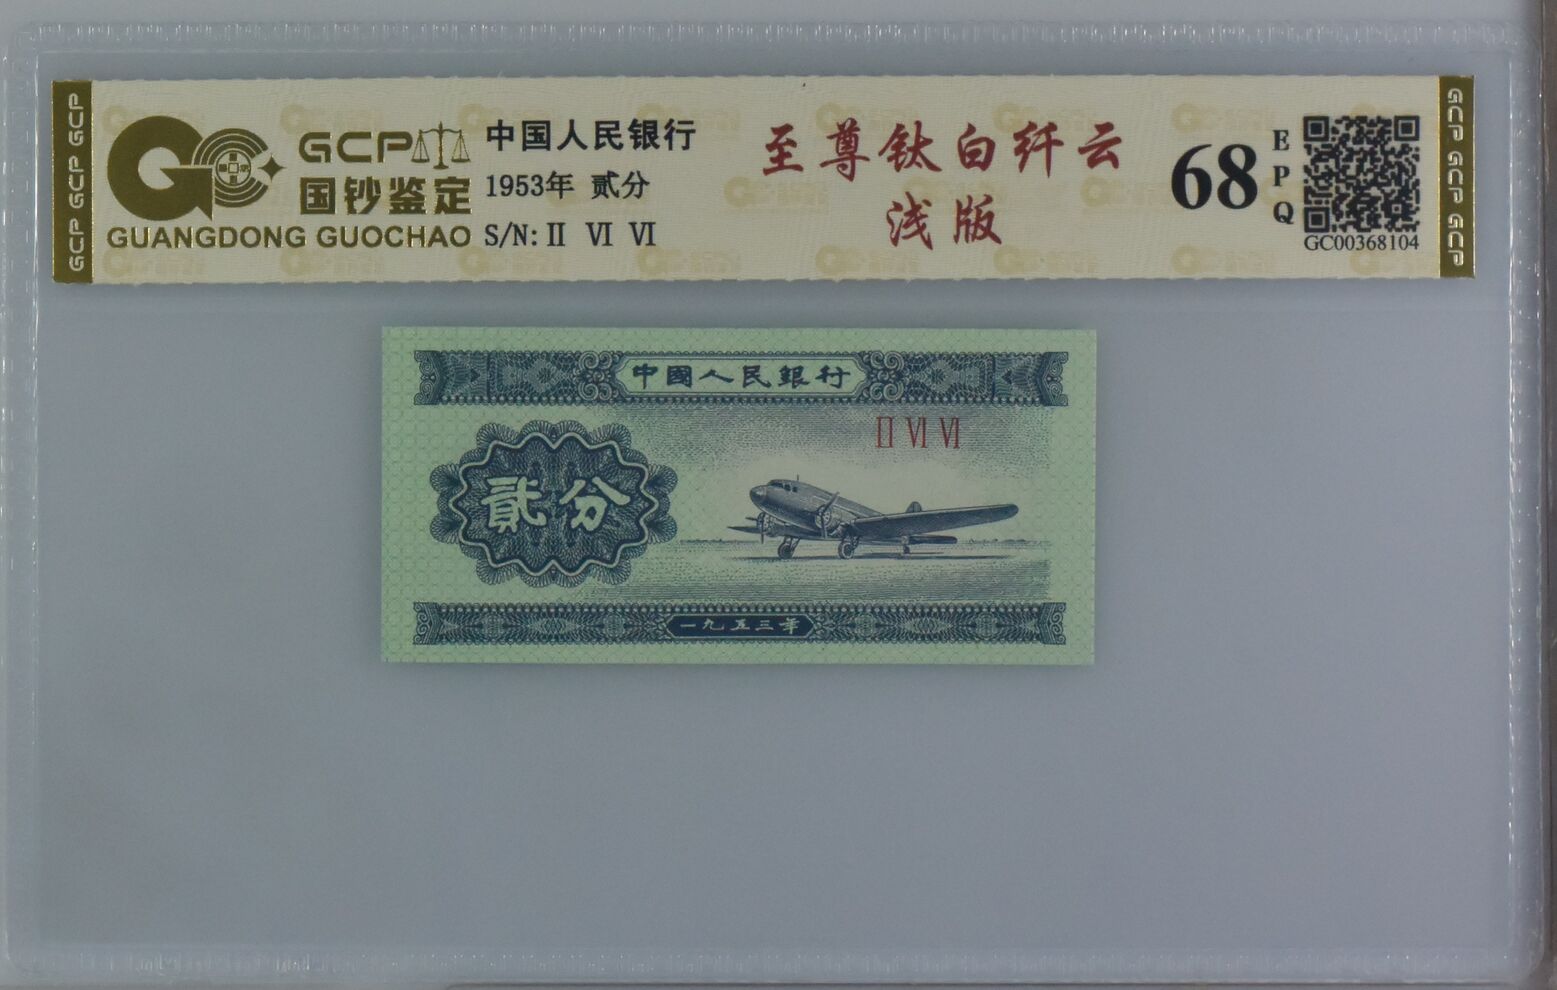 GCP GCP GCP
GCP
国钞鉴定
GUANGDONG GUOCHAO
中国人民银行
1953年 贰分
S/N: II VI VI
至尊钛白纤云
浅版
68
EPQ
GC00368104
GCP GCP GCP
中國人民銀行
II VI VI
貳分
一九五三年